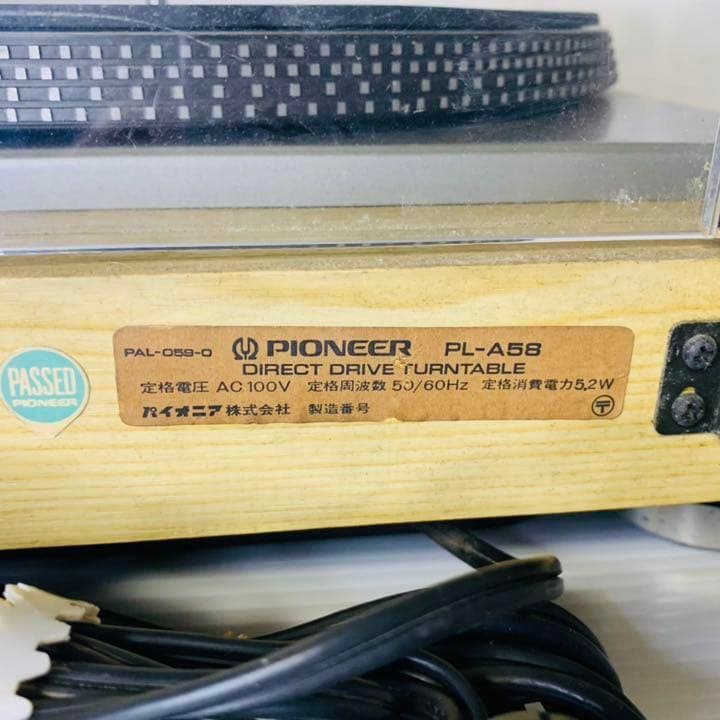 PASSED
PIONEER
PAL-059-0 PIONEER PL-A58
DIRECT DRIVE TURNTABLE
定格電圧 AC100V 定格周波数 50/60Hz 定格消費電力5.2W
パイオニア株式会社 製造番号
〒